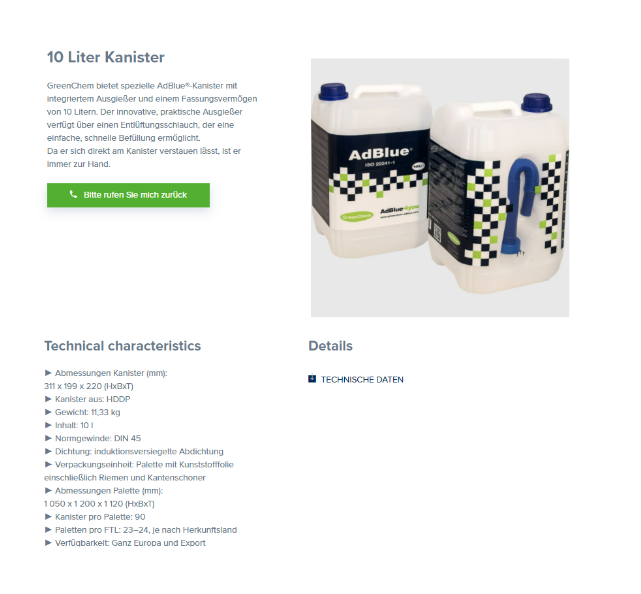 10 Liter Kanister
GreenChem bietet spezielle AdBlue®-Kanister mit
integriertem Ausgießer und einem Fassungsvermögen
von 10 Litern. Der innovative, praktische Ausgießer
verfügt über einen Entlüftungsschlauch, der eine
einfache, schnelle Befüllung ermöglicht.
Da er sich direkt am Kanister verstauen lässt, ist er
immer zur Hand.
Bitte rufen Sie mich zurück
AdBlue®
ISO 22241-1
GreenChem
AdBlue4you
Technical characteristics
► Abmessungen Kanister (mm):
311 x 199 x 220 (HxBxT)
► Kanister aus: HDDP
► Gewicht: 11,33 kg
► Inhalt: 10 l
► Normgewinde: DIN 45
► Dichtung: induktionsversiegelte Abdichtung
► Verpackungseinheit: Palette mit Kunststofffolie
einschließlich Riemen und Kantenschoner
► Abmessungen Palette (mm):
1 050 x 1 200 x 1 120 (HxBxT)
► Kanister pro Palette: 90
► Paletten pro FTL: 23–24, je nach Herkunftsland
► Verfügbarkeit: Ganz Europa und Export
Details
TECHNISCHE DATEN